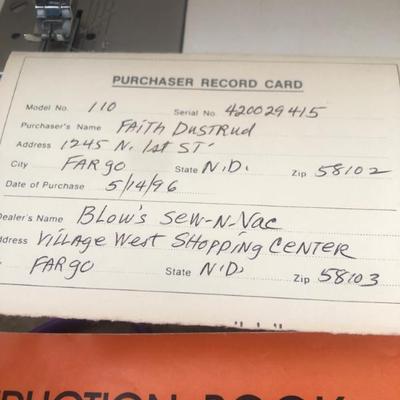 PURCHASER RECORD CARD
Model No. 110 Serial No. 420029415
Purchaser's Name FAITH DUSTRUD
Address 1245 N. 1st ST.
City FARGO State N.D. Zip 58102
Date of Purchase 5/14/96
Dealer's Name BLOW'S SEW-N-VAC
Address VILLAGE WEST SHOPPING CENTER
FARGO State N.D. Zip 58103
INSTRUCTION BOOK